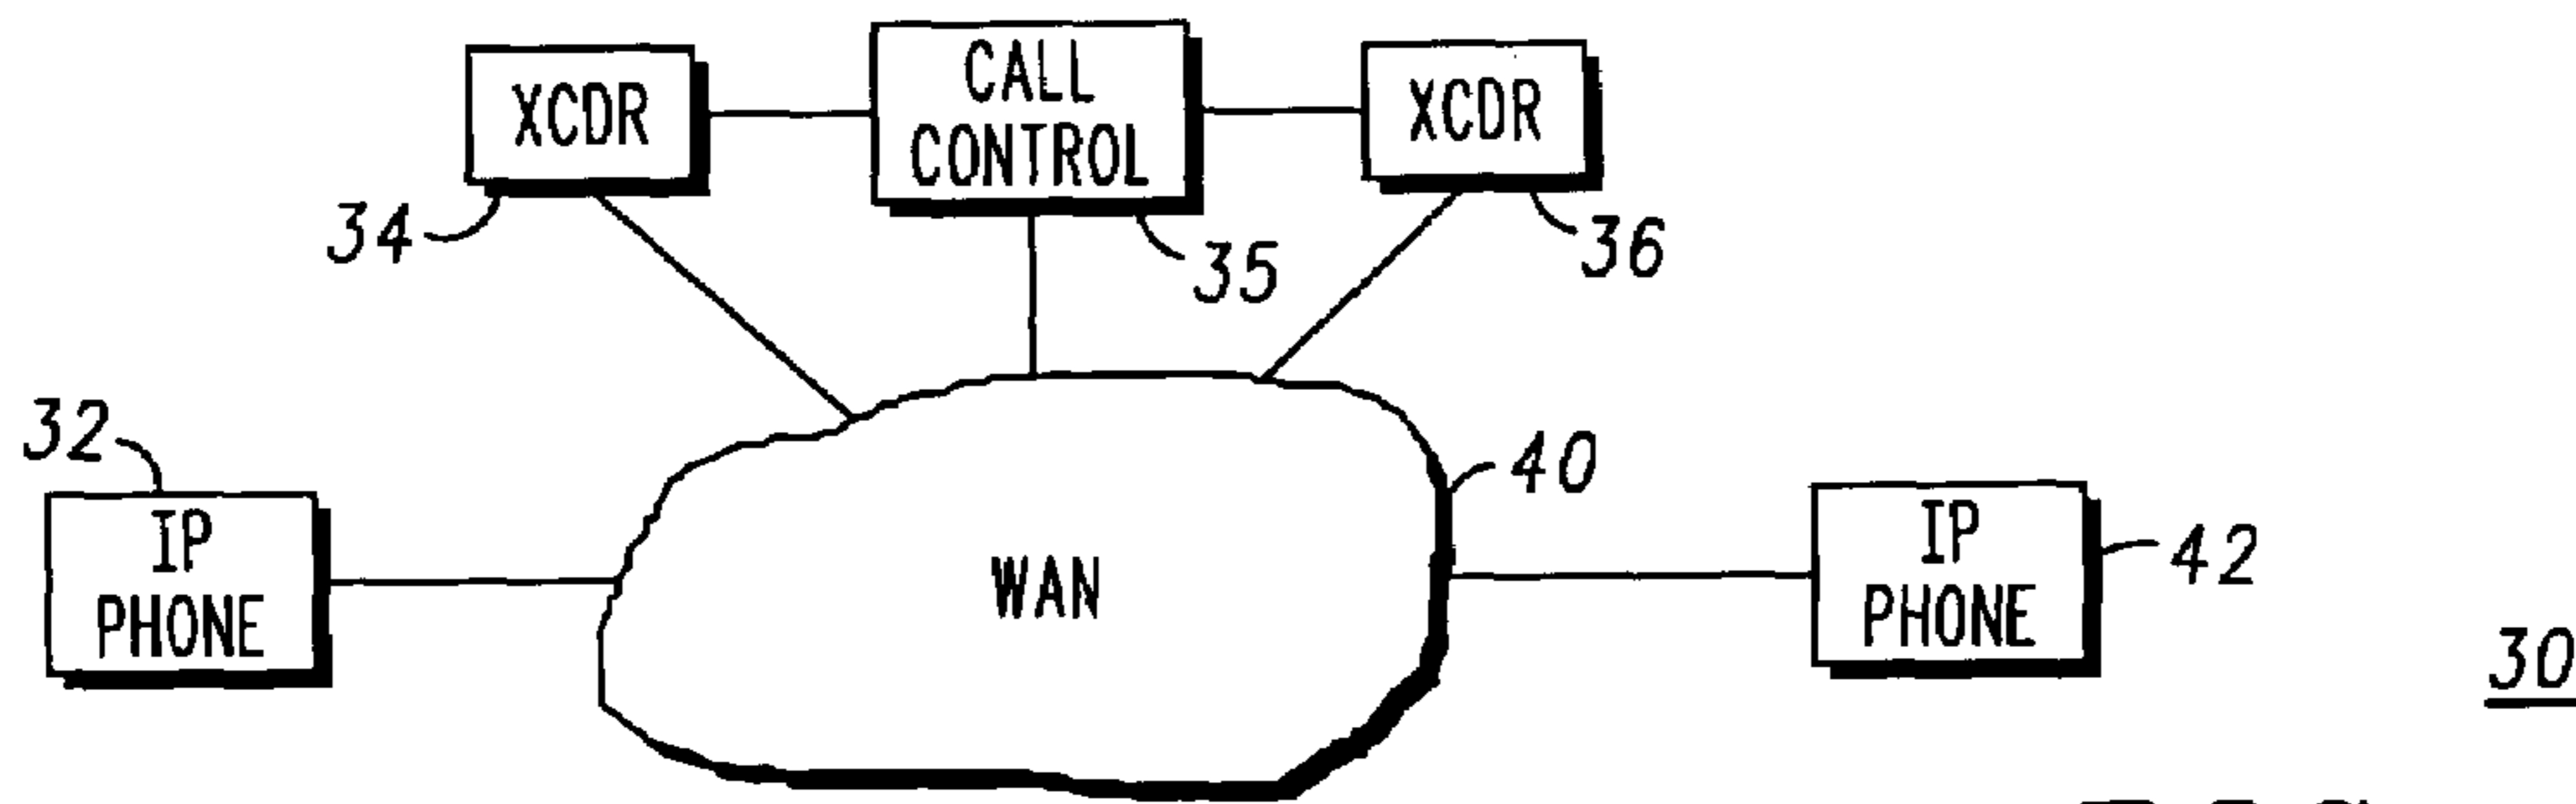 XCDR
CALL
CONTROL
XCDR
34
35
36
32
40
IP
PHONE
WAN
IP
PHONE
42
30